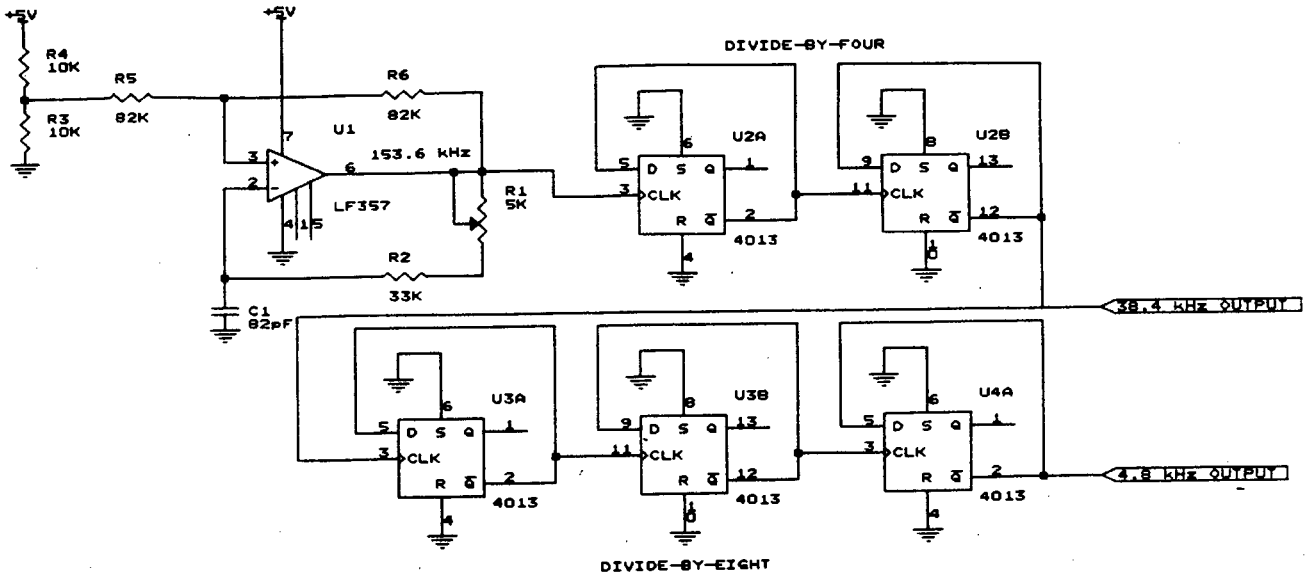 +5V
+5V
R4
10K
R5
82K
R6
82K
R3
10K
U1
7
3
+
2
-
6
153.6 kHz
LF357
4
1
5
R1
5K
R2
33K
C1
82pF
DIVIDE-BY-FOUR
U2A
6
5
D
S
Q
1
3
CLK
R
Q̅
2
4013
4
U2B
8
9
D
S
Q
13
11
CLK
R
Q̅
12
4013
10
38.4 kHz OUTPUT
U3A
6
5
D
S
Q
1
3
CLK
R
Q̅
2
4013
4
U3B
8
9
D
S
Q
13
11
CLK
R
Q̅
12
4013
10
U4A
6
5
D
S
Q
1
3
CLK
R
Q̅
2
4013
4
4.8 kHz OUTPUT
DIVIDE-BY-EIGHT